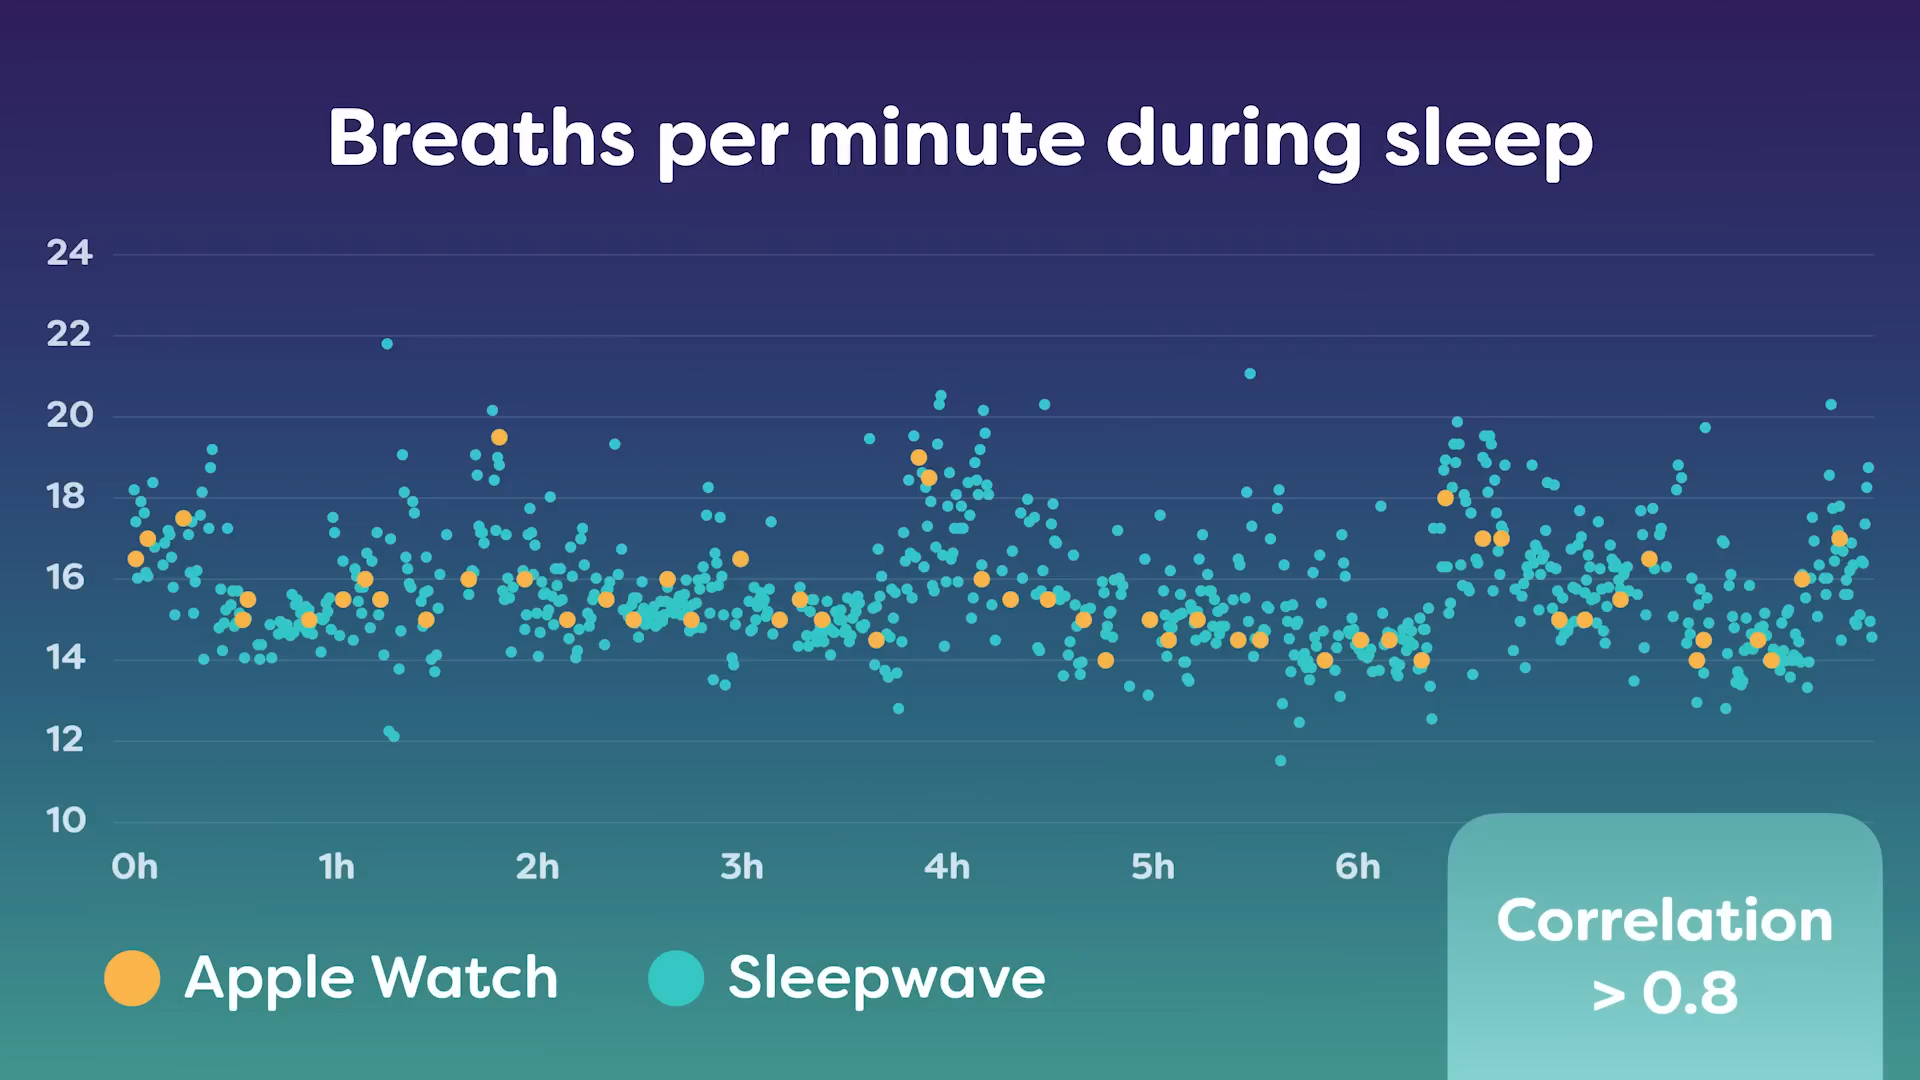 Breaths per minute during sleep
24
22
20
18
16
14
12
10
0h 1h 2h 3h 4h 5h 6h
Apple Watch Sleepwave
Correlation
> 0.8